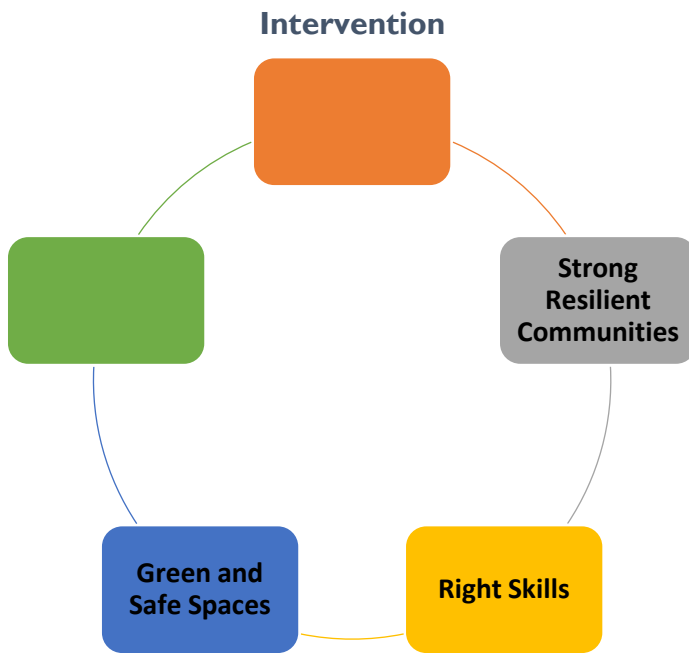 Intervention
Strong
Resilient
Communities
Green and
Safe Spaces
Right Skills